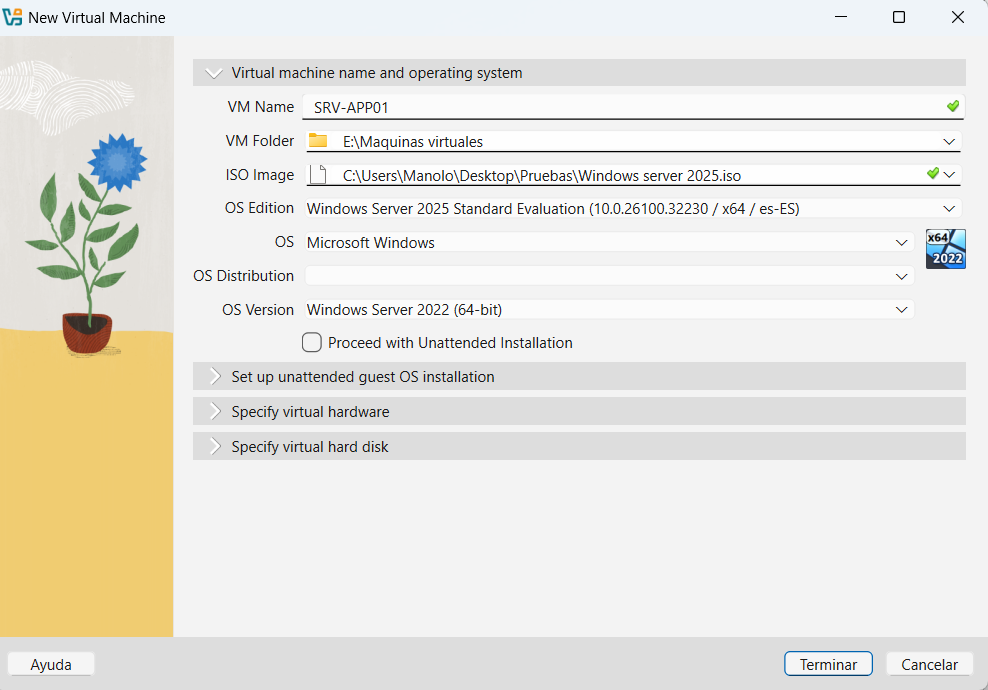 New Virtual Machine
Virtual machine name and operating system
VM Name SRV-APP01
VM Folder E:\Maquinas virtuales
ISO Image C:\Users\Manolo\Desktop\Pruebas\Windows server 2025.iso
OS Edition Windows Server 2025 Standard Evaluation (10.0.26100.32230 / x64 / es-ES)
OS Microsoft Windows
x64
2022
OS Distribution
OS Version Windows Server 2022 (64-bit)
Proceed with Unattended Installation
Set up unattended guest OS installation
Specify virtual hardware
Specify virtual hard disk
Ayuda Terminar Cancelar